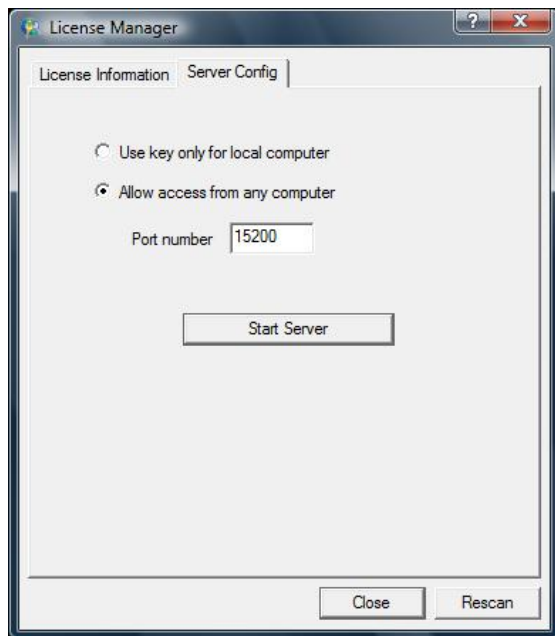 License Manager
?
X
License Information
Server Config
Use key only for local computer
Allow access from any computer
Port number 15200
Start Server
Close
Rescan